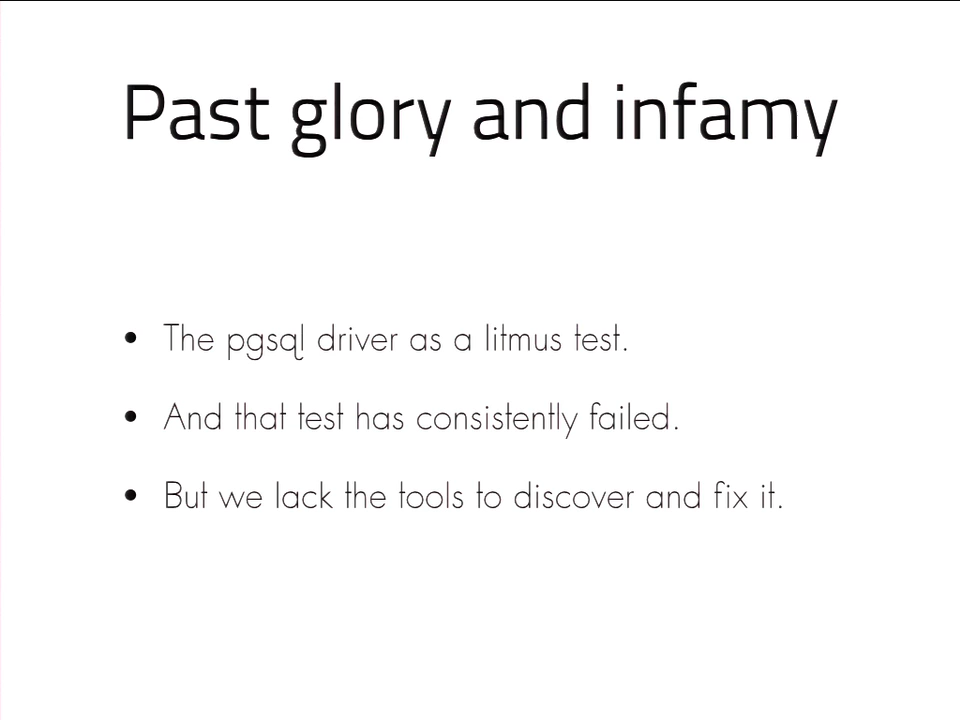 Past glory and infamy
• The pgsql driver as a litmus test.
• And that test has consistently failed.
• But we lack the tools to discover and fix it.